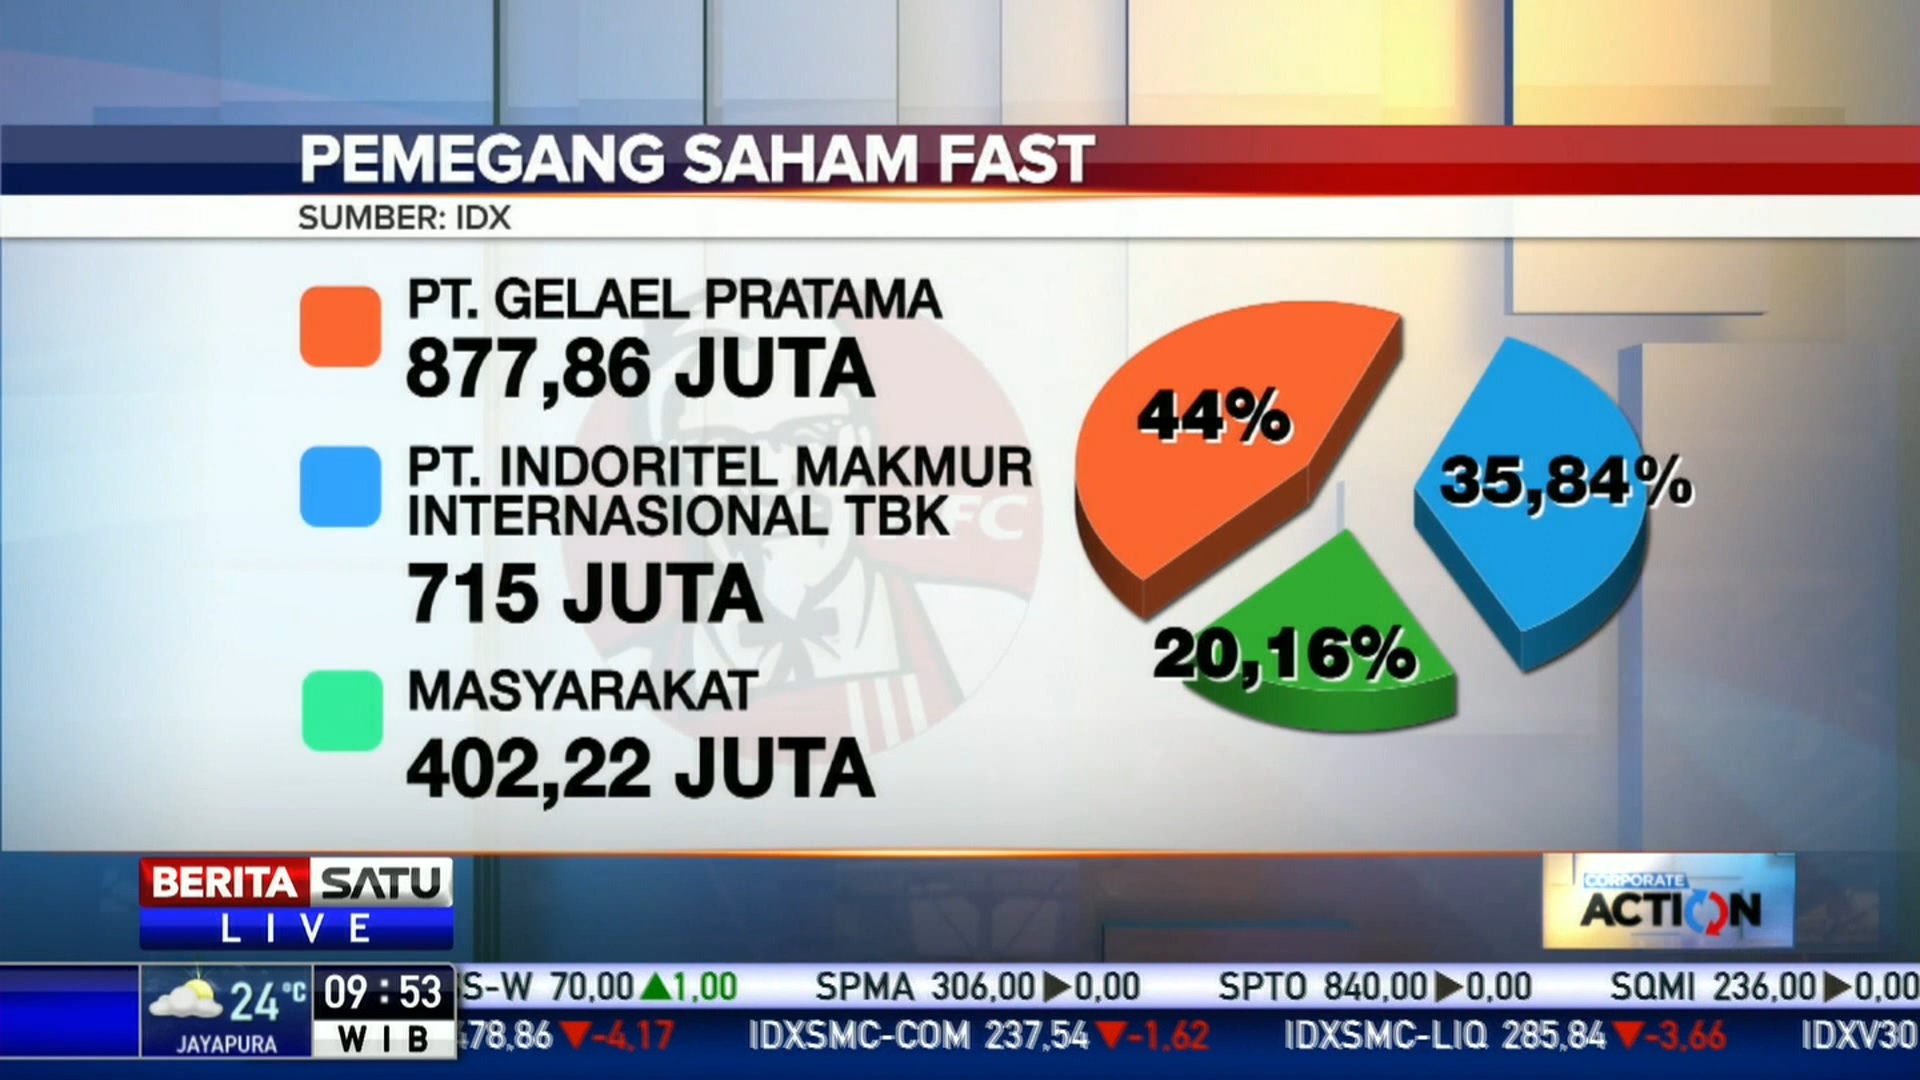 PEMEGANG SAHAM FAST
SUMBER: IDX
PT. GELAEL PRATAMA
877,86 JUTA
PT. INDORITEL MAKMUR
INTERNASIONAL TBK
715 JUTA
MASYARAKAT
402,22 JUTA
44%
35,84%
20,16%
KFC
BERITA SATU
LIVE
CORPORATE
ACTION
24°C
JAYAPURA
09:53
WIB
S-W 70,00 ▲1,00 SPMA 306,00 ▶0,00 SPTO 840,00 ▶0,00 SQMI 236,00 ▶0,00
478,86 ▼-4,17 IDXSMC-COM 237,54 ▼-1,62 IDXSMC-LIQ 285,84 ▼-3,66 IDXV30